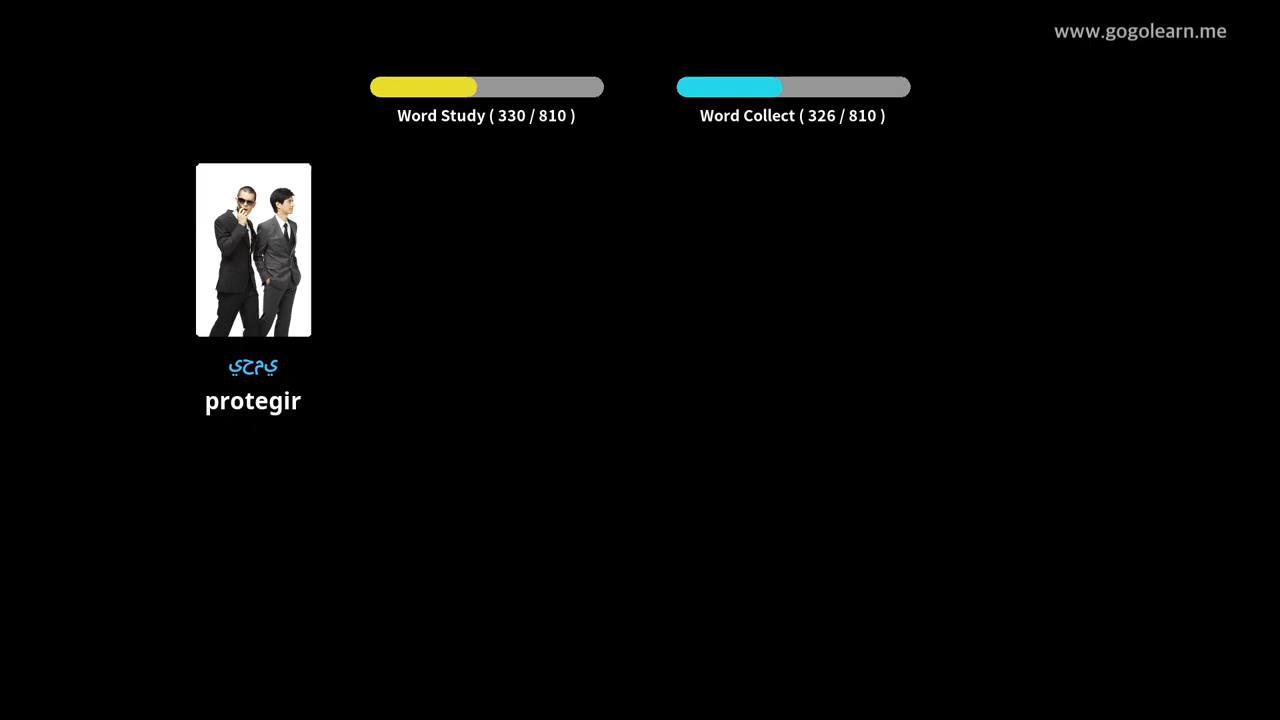 www.gogolearn.me
Word Study ( 330 / 810 )
Word Collect ( 326 / 810 )
يحمي
protegir